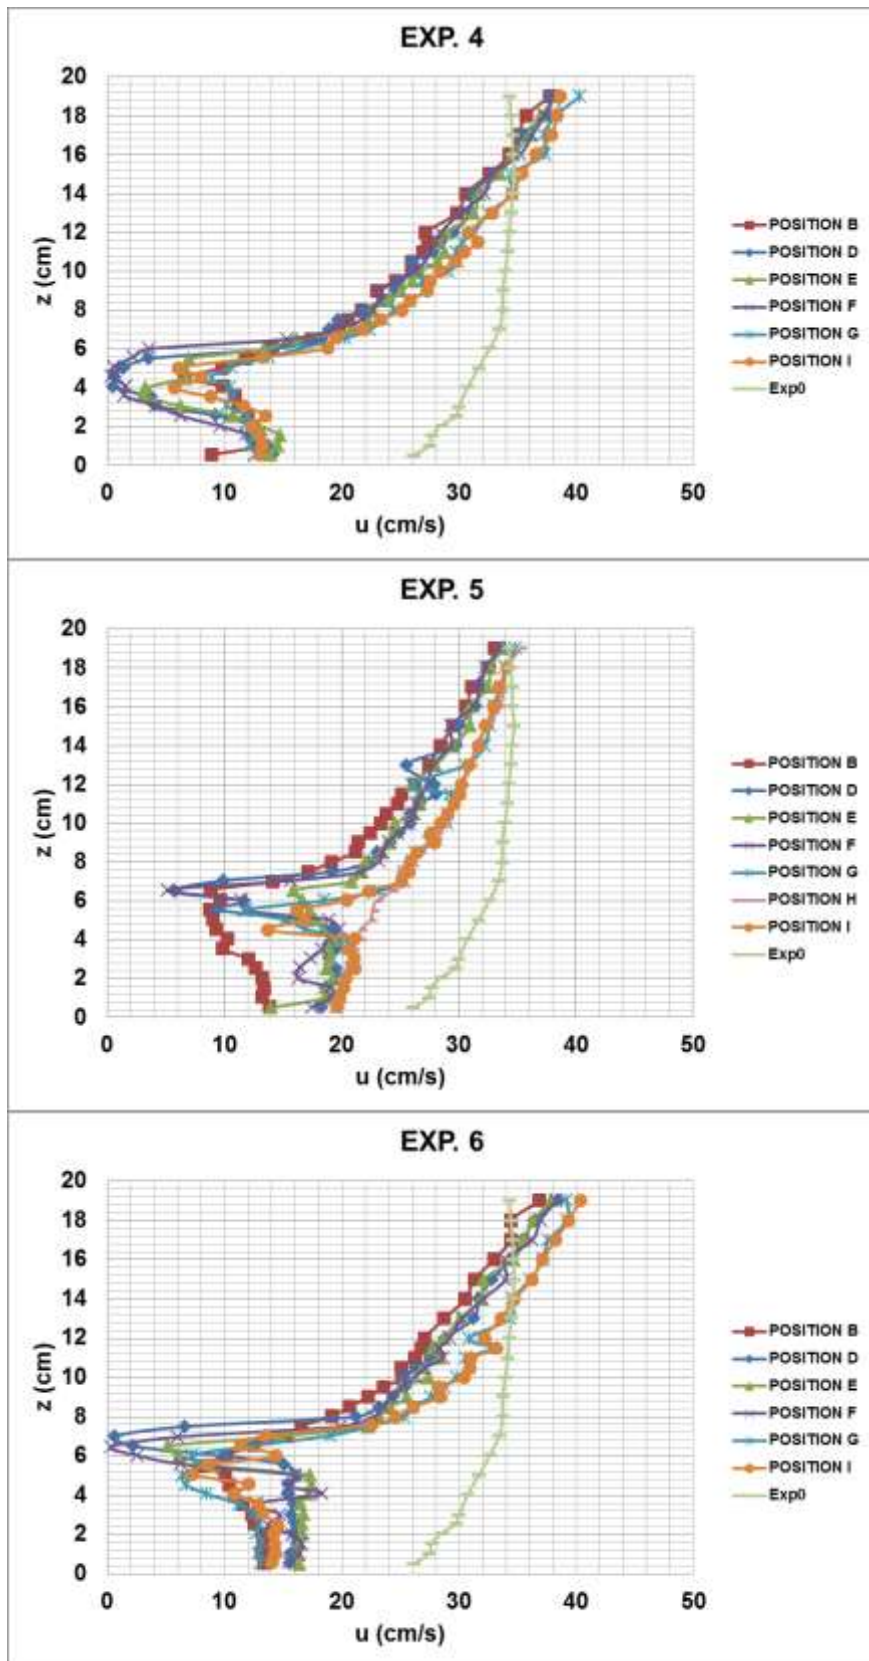 EXP. 4
20
18
16
14
12
10
8
6
4
2
0
z (cm)
0 10 20 30 40 50
u (cm/s)
POSITION B
POSITION D
POSITION E
POSITION F
POSITION G
POSITION I
Exp0
EXP. 5
20
18
16
14
12
10
8
6
4
2
0
z (cm)
0 10 20 30 40 50
u (cm/s)
POSITION B
POSITION D
POSITION E
POSITION F
POSITION G
POSITION H
POSITION I
Exp0
EXP. 6
20
18
16
14
12
10
8
6
4
2
0
z (cm)
0 10 20 30 40 50
u (cm/s)
POSITION B
POSITION D
POSITION E
POSITION F
POSITION G
POSITION I
Exp0